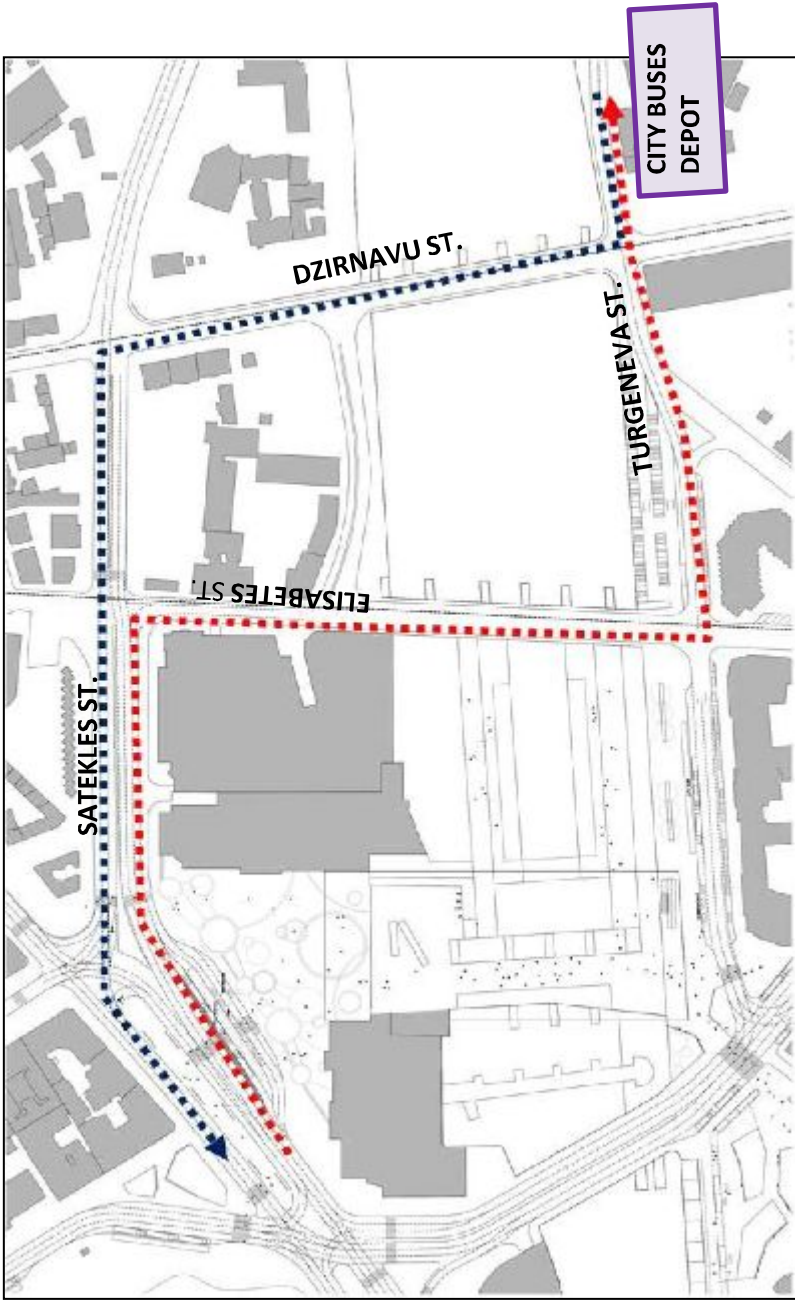 CITY BUSES
DEPOT
DZIRNAVU ST.
TURGENEVA ST.
ELISABETES ST.
SATEKLES ST.